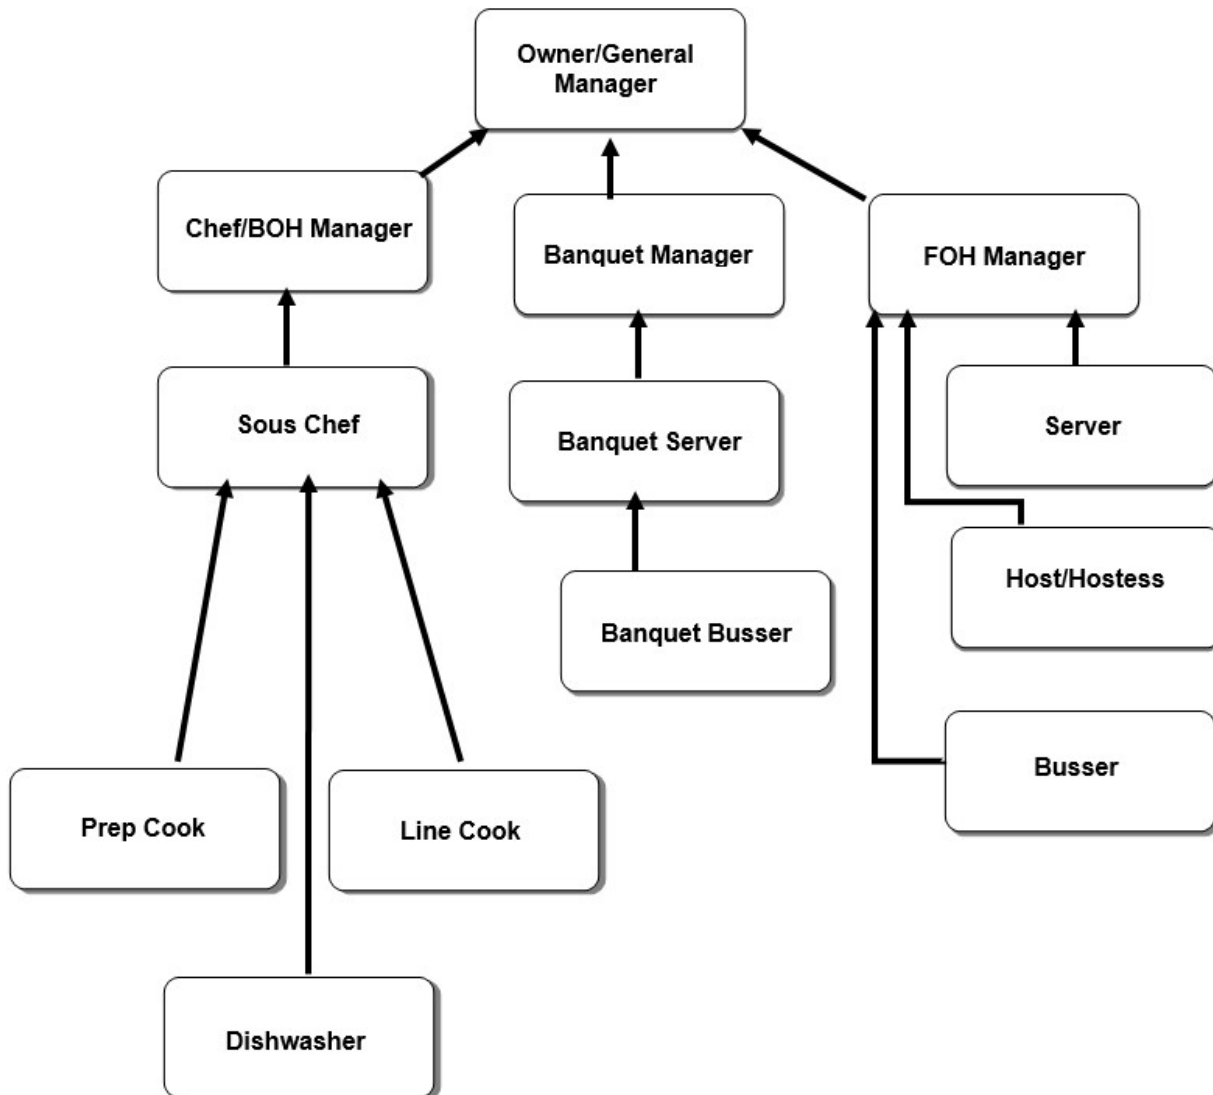 Owner/General
Manager
Chef/BOH Manager
Banquet Manager
FOH Manager
Sous Chef
Banquet Server
Server
Host/Hostess
Banquet Busser
Busser
Prep Cook
Line Cook
Dishwasher